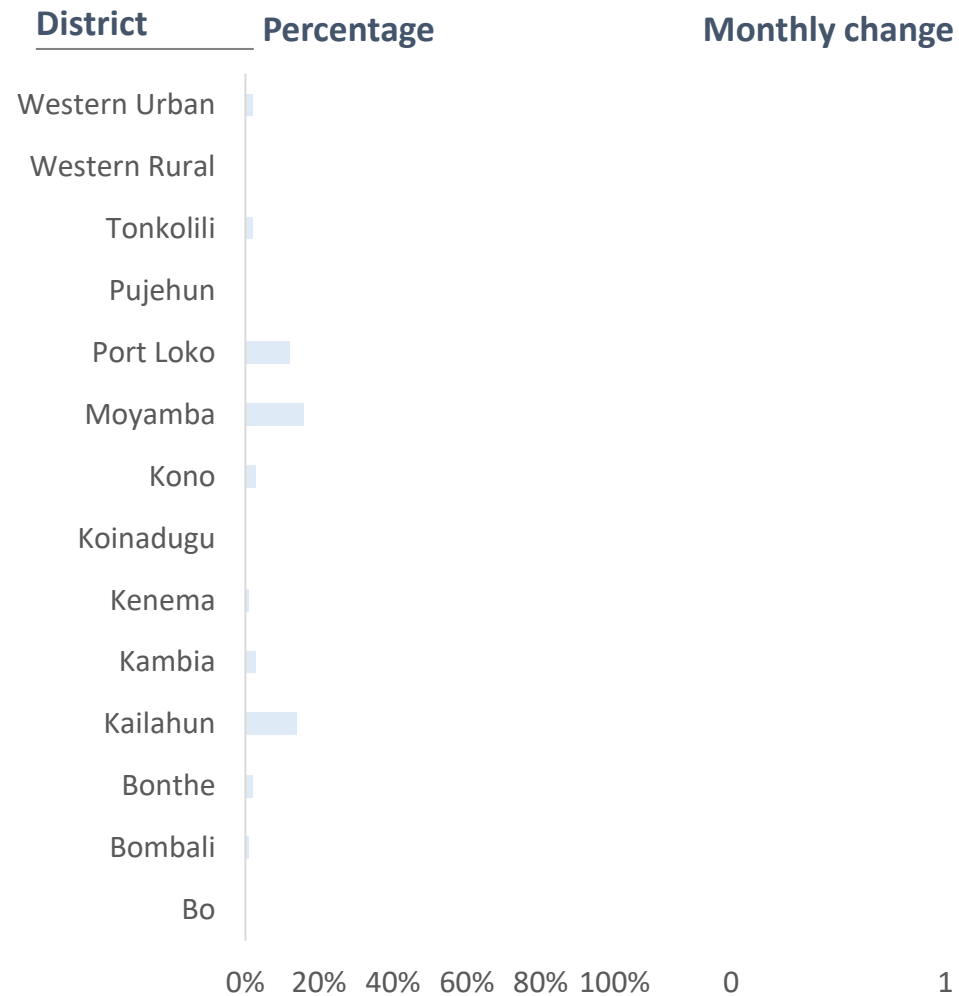 District Percentage Monthly change
Western Urban
Western Rural
Tonkolili
Pujehun
Port Loko
Moyamba
Kono
Koinadugu
Kenema
Kambia
Kailahun
Bonthe
Bombali
Bo
0% 20% 40% 60% 80% 100% 0 1